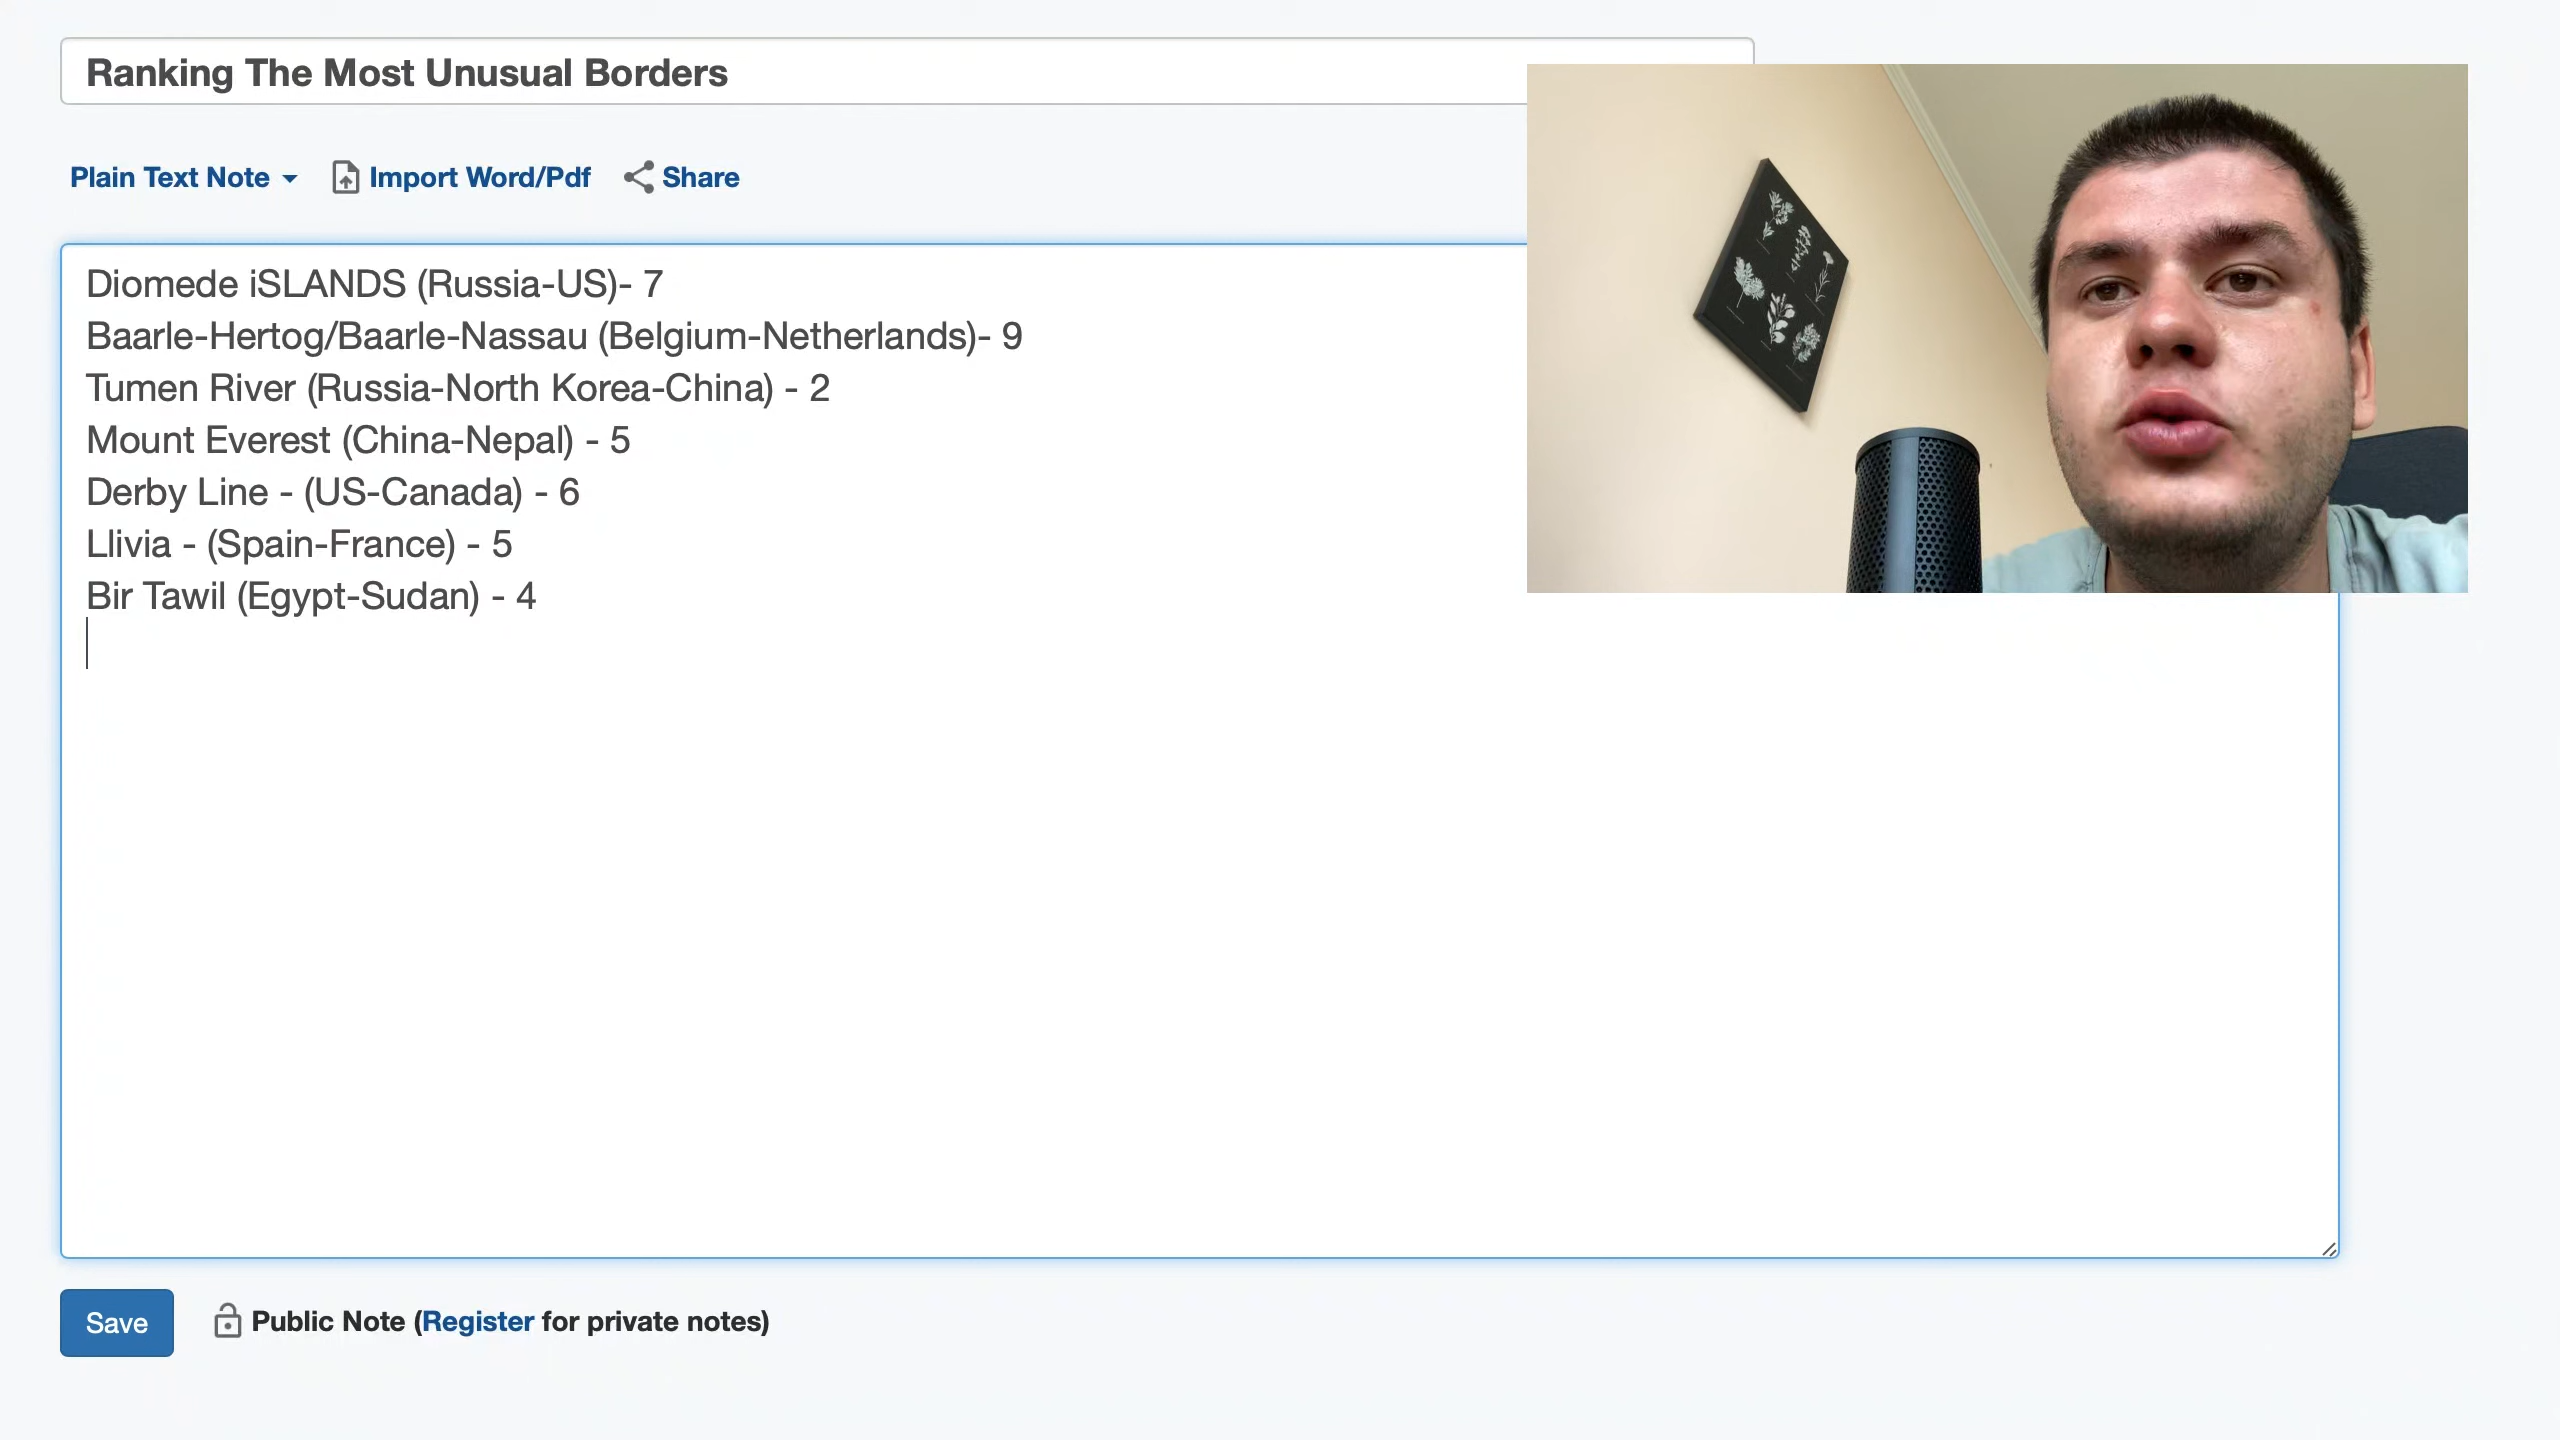 Ranking The Most Unusual Borders
Plain Text Note Import Word/Pdf Share
Diomede iSLANDS (Russia-US)- 7
Baarle-Hertog/Baarle-Nassau (Belgium-Netherlands)- 9
Tumen River (Russia-North Korea-China) - 2
Mount Everest (China-Nepal) - 5
Derby Line - (US-Canada) - 6
Llivia - (Spain-France) - 5
Bir Tawil (Egypt-Sudan) - 4
Save Public Note (Register for private notes)